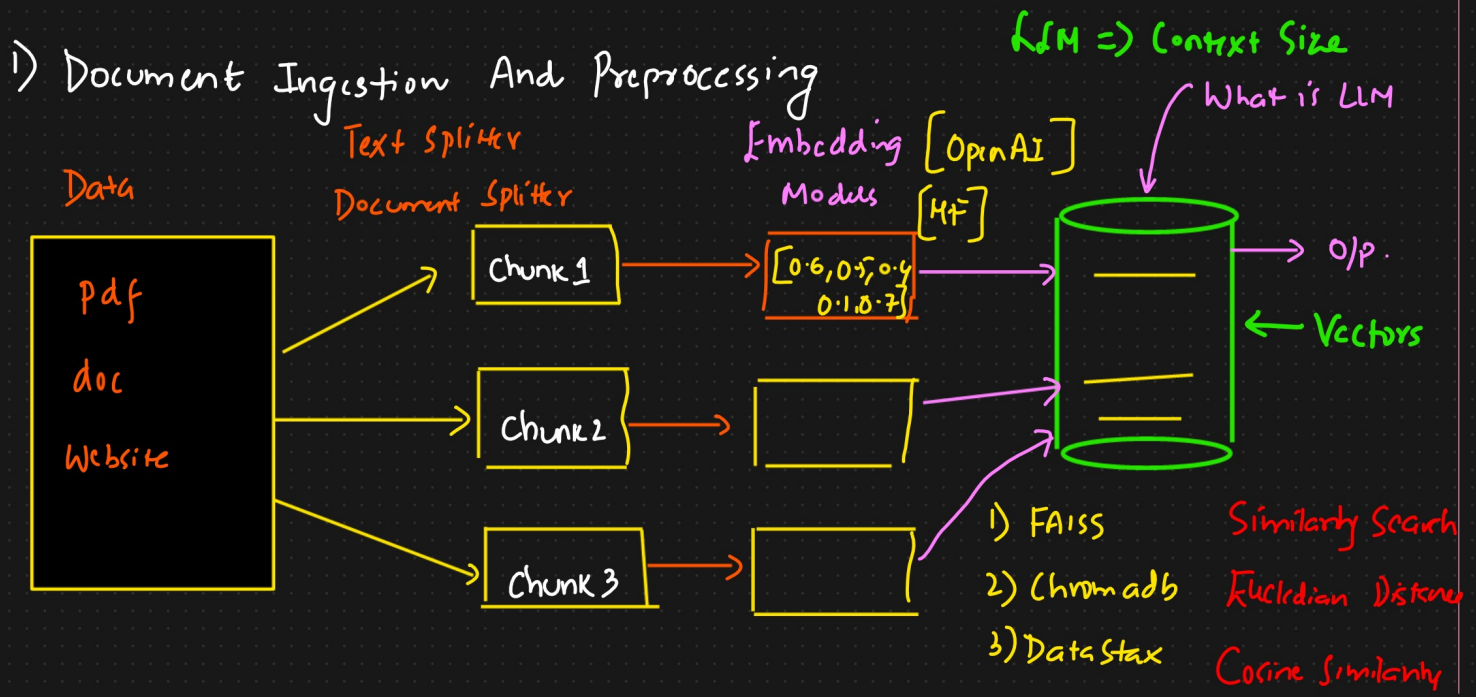 1) Document Ingestion And Preprocessing
LLM => Context Size
What is LLM
Text Splitter
Document Splitter
Embedding
Models
[OpenAI]
[HF]
Data
pdf
doc
Website
Chunk 1
[0.6, 0.5, 0.4
0.1, 0.7]
O/P.
Vectors
Chunk 2
Chunk 3
1) FAISS
2) Chromadb
3) DataStax
Similarity Search
Eucledian Distance
Cosine Similarity